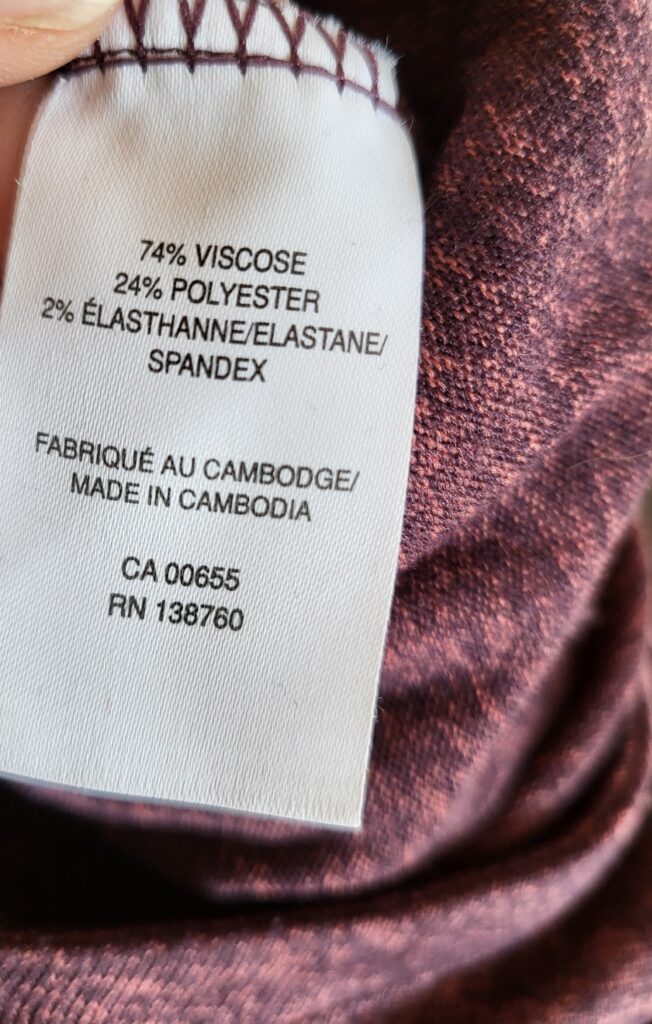 74% VISCOSE
24% POLYESTER
2% ÉLASTHANNE/ELASTANE/
SPANDEX
FABRIQUÉ AU CAMBODGE/
MADE IN CAMBODIA
CA 00655
RN 138760